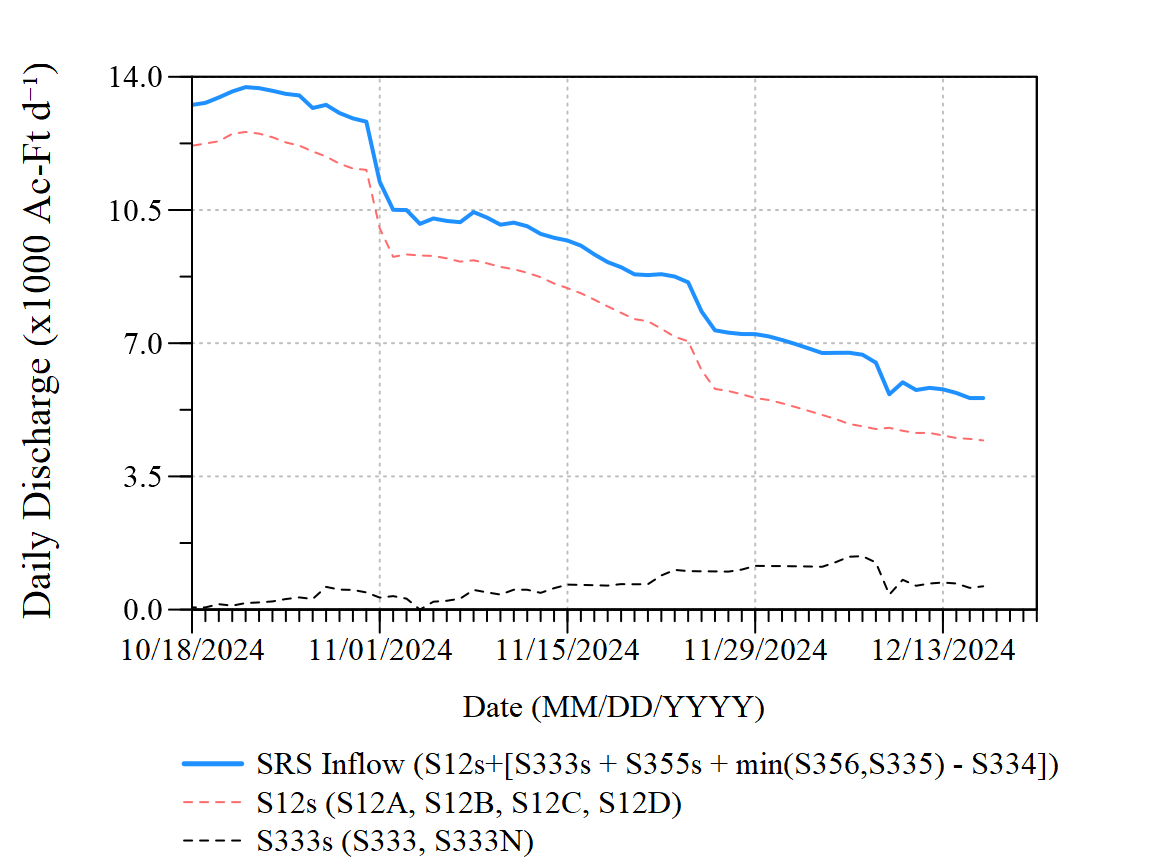 Daily Discharge (x1000 Ac-Ft d⁻¹)
14.0
10.5
7.0
3.5
0.0
10/18/2024 11/01/2024 11/15/2024 11/29/2024 12/13/2024
Date (MM/DD/YYYY)
SRS Inflow (S12s+[S333s + S355s + min(S356,S335) - S334])
S12s (S12A, S12B, S12C, S12D)
S333s (S333, S333N)